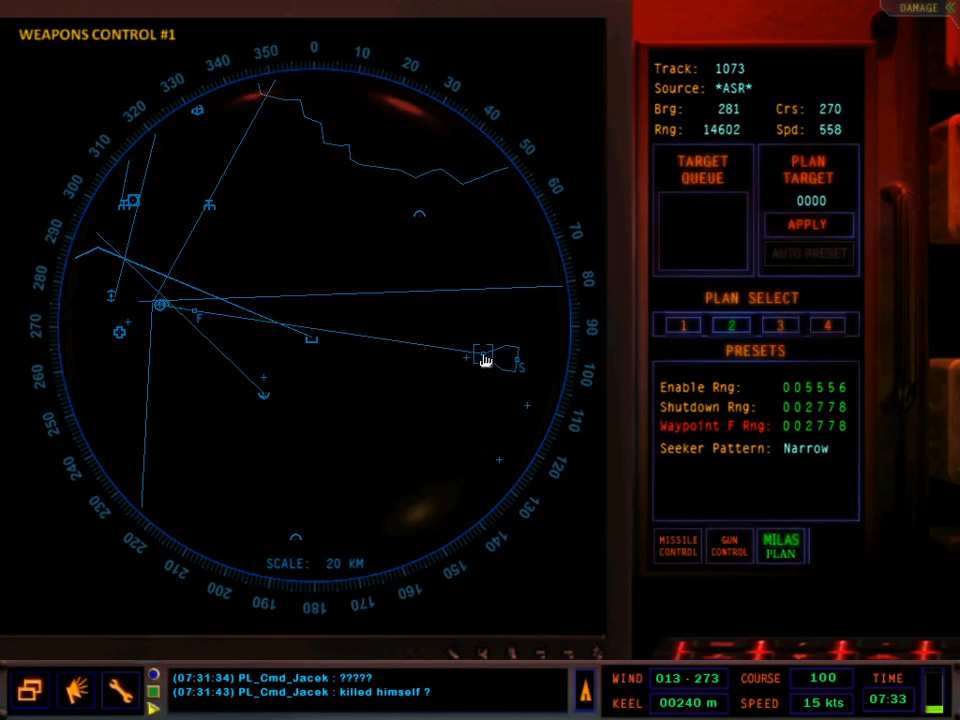 DAMAGE
WEAPONS CONTROL #1
0
10
20
30
40
50
60
70
80
90
100
110
120
130
140
150
160
170
180
190
200
210
220
230
240
250
260
270
280
290
300
310
320
330
340
350
F
S
SCALE: 20 KM
Track: 1073
Source: *ASR*
Brg: 281 Crs: 270
Rng: 14602 Spd: 558
TARGET QUEUE
PLAN TARGET
0000
APPLY
AUTO PRESET
PLAN SELECT
1 2 3 4
PRESETS
Enable Rng: 005556
Shutdown Rng: 002778
Waypoint F Rng: 002778
Seeker Pattern: Narrow
MISSILE CONTROL
GUN CONTROL
MILAS PLAN
(07:31:34) PL_Cmd_Jacek : ?????
(07:31:43) PL_Cmd_Jacek : killed himself ?
WIND 013 - 273 COURSE 100 TIME
KEEL 00240 m SPEED 15 kts 07:33